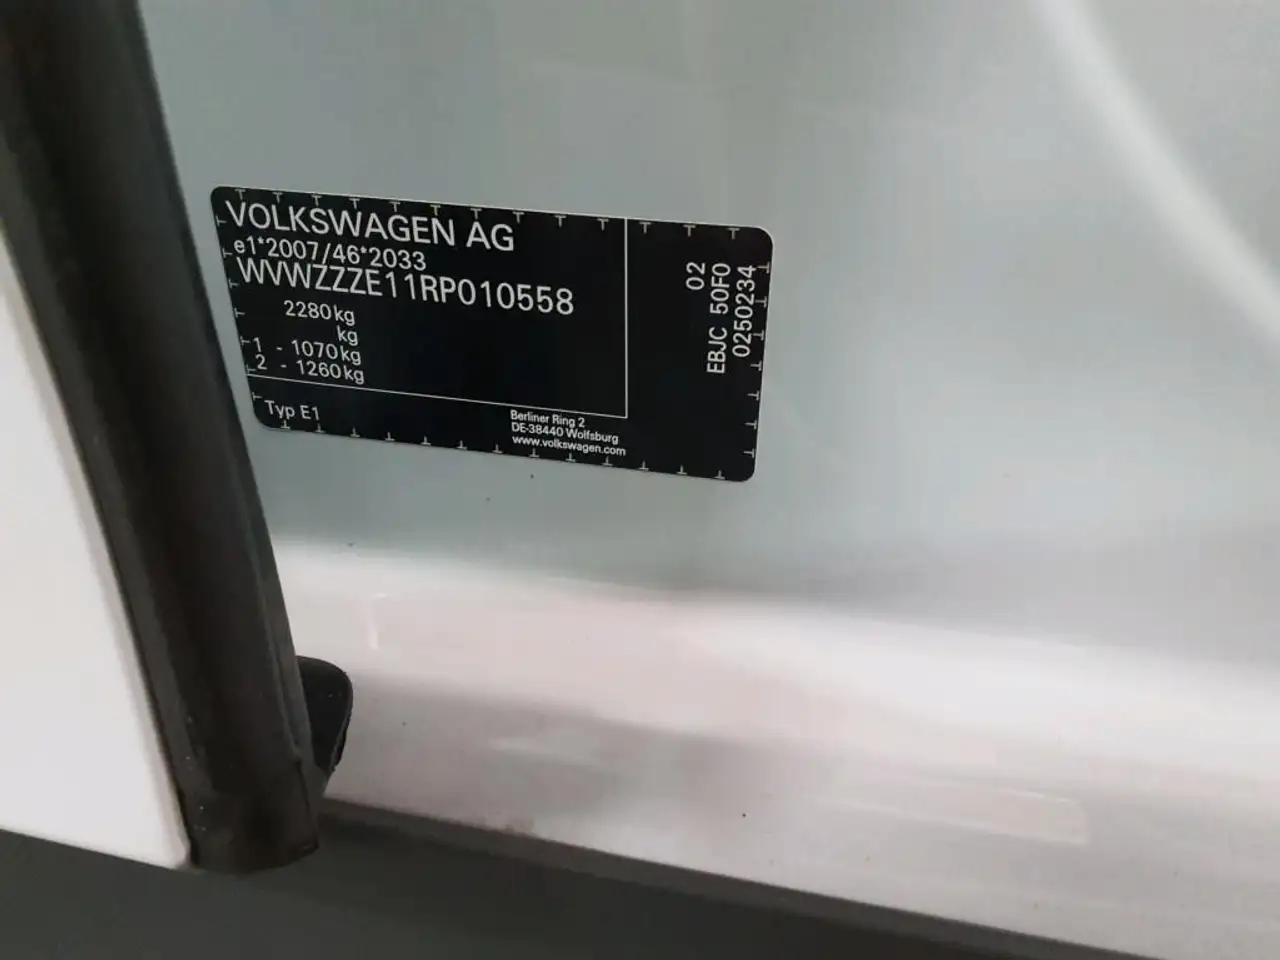 VOLKSWAGEN AG
e1*2007/46*2033
WVWZZZE11RP010558
2280kg
kg
1 - 1070kg
2 - 1260kg
Typ E1
Berliner Ring 2
DE-38440 Wolfsburg
www.volkswagen.com
02
EBJC 50F0
0250234